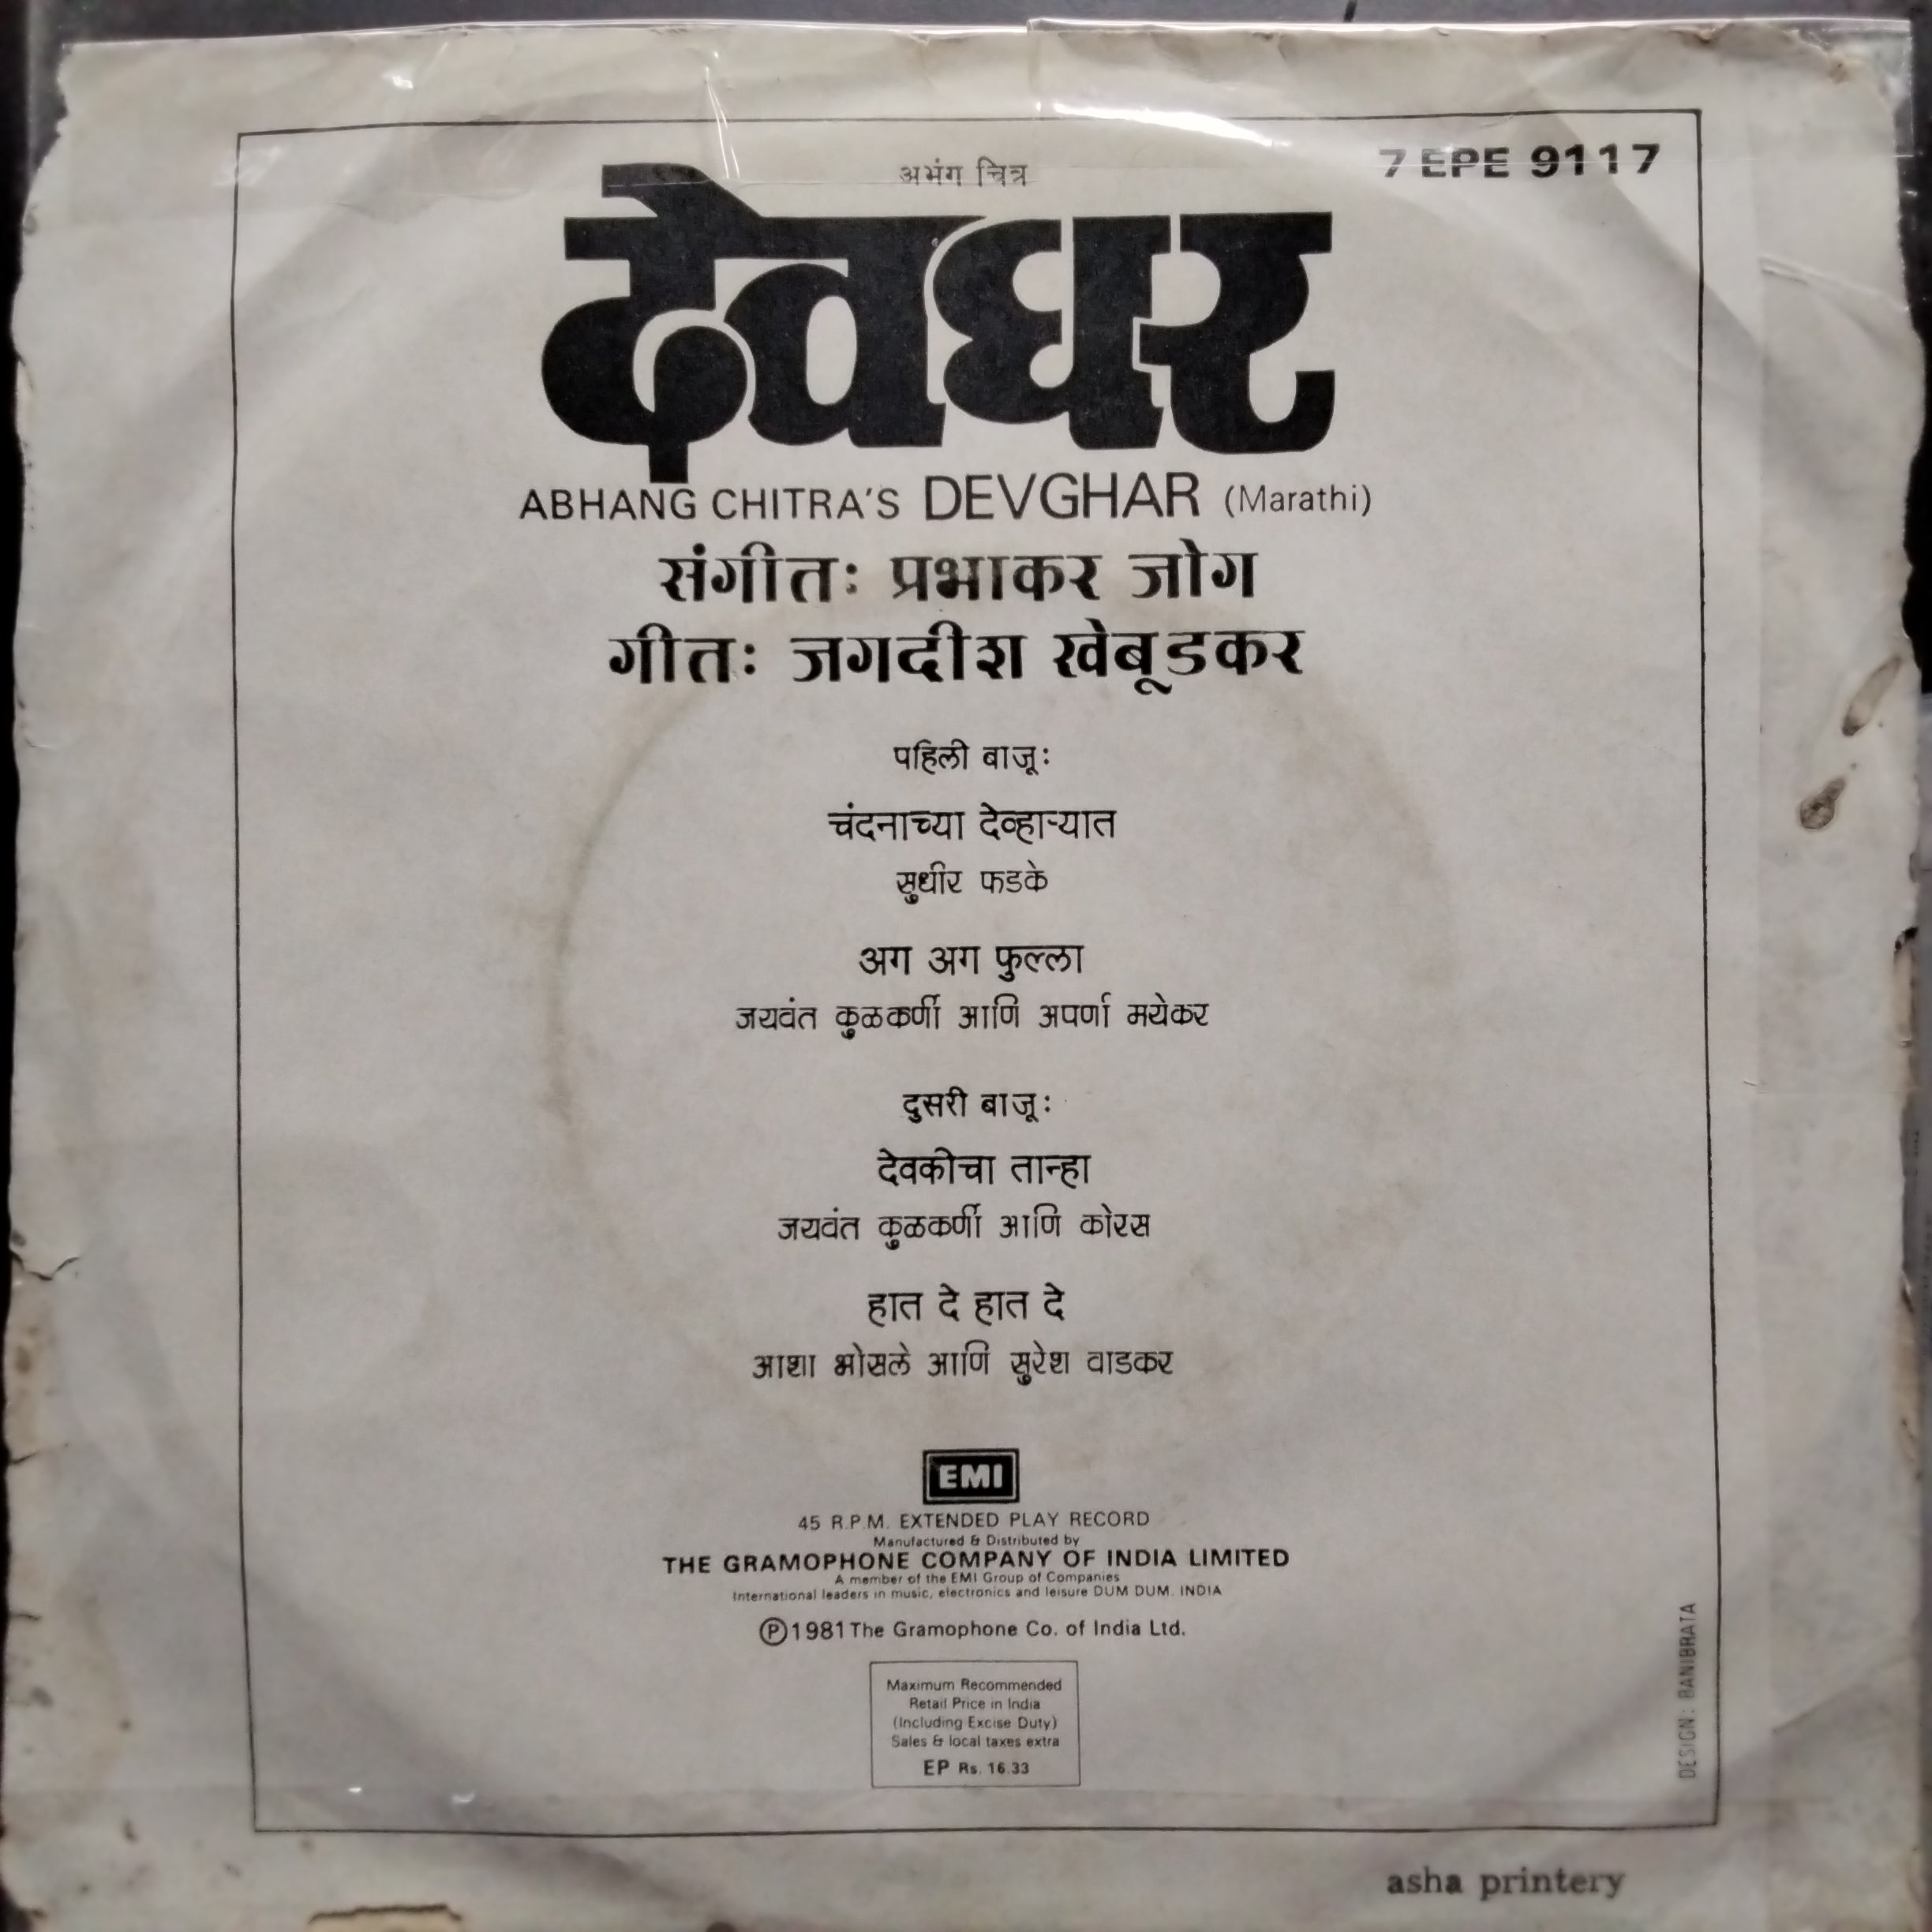 अभंग चित्र
7 EPE 9117
देवघर
ABHANG CHITRA'S DEVGHAR (Marathi)
संगीतः प्रभाकर जोग
गीतः जगदीश खेबूडकर
पहिली बाजूः
चंदनाच्या देव्हाऱ्यात
सुधीर फडके
अग अग फुल्ला
जयवंत कुळकर्णी आणि अपर्णा मयेकर
दुसरी बाजूः
देवकीचा तान्हा
जयवंत कुळकर्णी आणि कोरस
हात दे हात दे
आशा भोसले आणि सुरेश वाडकर
EMI
45 R.P.M. EXTENDED PLAY RECORD
Manufactured & Distributed by
THE GRAMOPHONE COMPANY OF INDIA LIMITED
A member of the EMI Group of Companies
International leaders in music, electronics and leisure DUM DUM. INDIA
Ⓟ1981 The Gramophone Co. of India Ltd.
Maximum Recommended
Retail Price in India
(Including Excise Duty)
Sales & local taxes extra
EP Rs. 16.33
DESIGN: BANIBRATA
asha printery